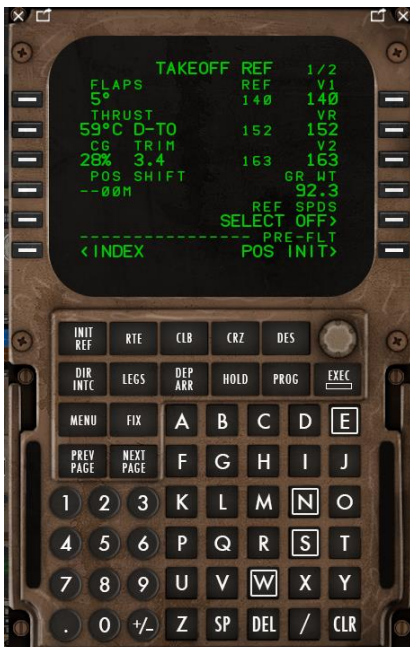 TAKEOFF REF 1/2
FLAPS REF V1
5° 140 140
THRUST VR
59°C D-TO 152 152
CG TRIM V2
28% 3.4 163 163
POS SHIFT GR WT
--00M 92.3
REF SPDS
SELECT OFF>
---------------- PRE-FLT
<INDEX POS INIT>
INIT REF RTE CLB CRZ DES
DIR INTC LEGS DEP ARR HOLD PROG EXEC
MENU FIX A B C D E
PREV PAGE NEXT PAGE F G H I J
1 2 3 K L M N O
4 5 6 P Q R S T
7 8 9 U V W X Y
. 0 +/- Z SP DEL / CLR